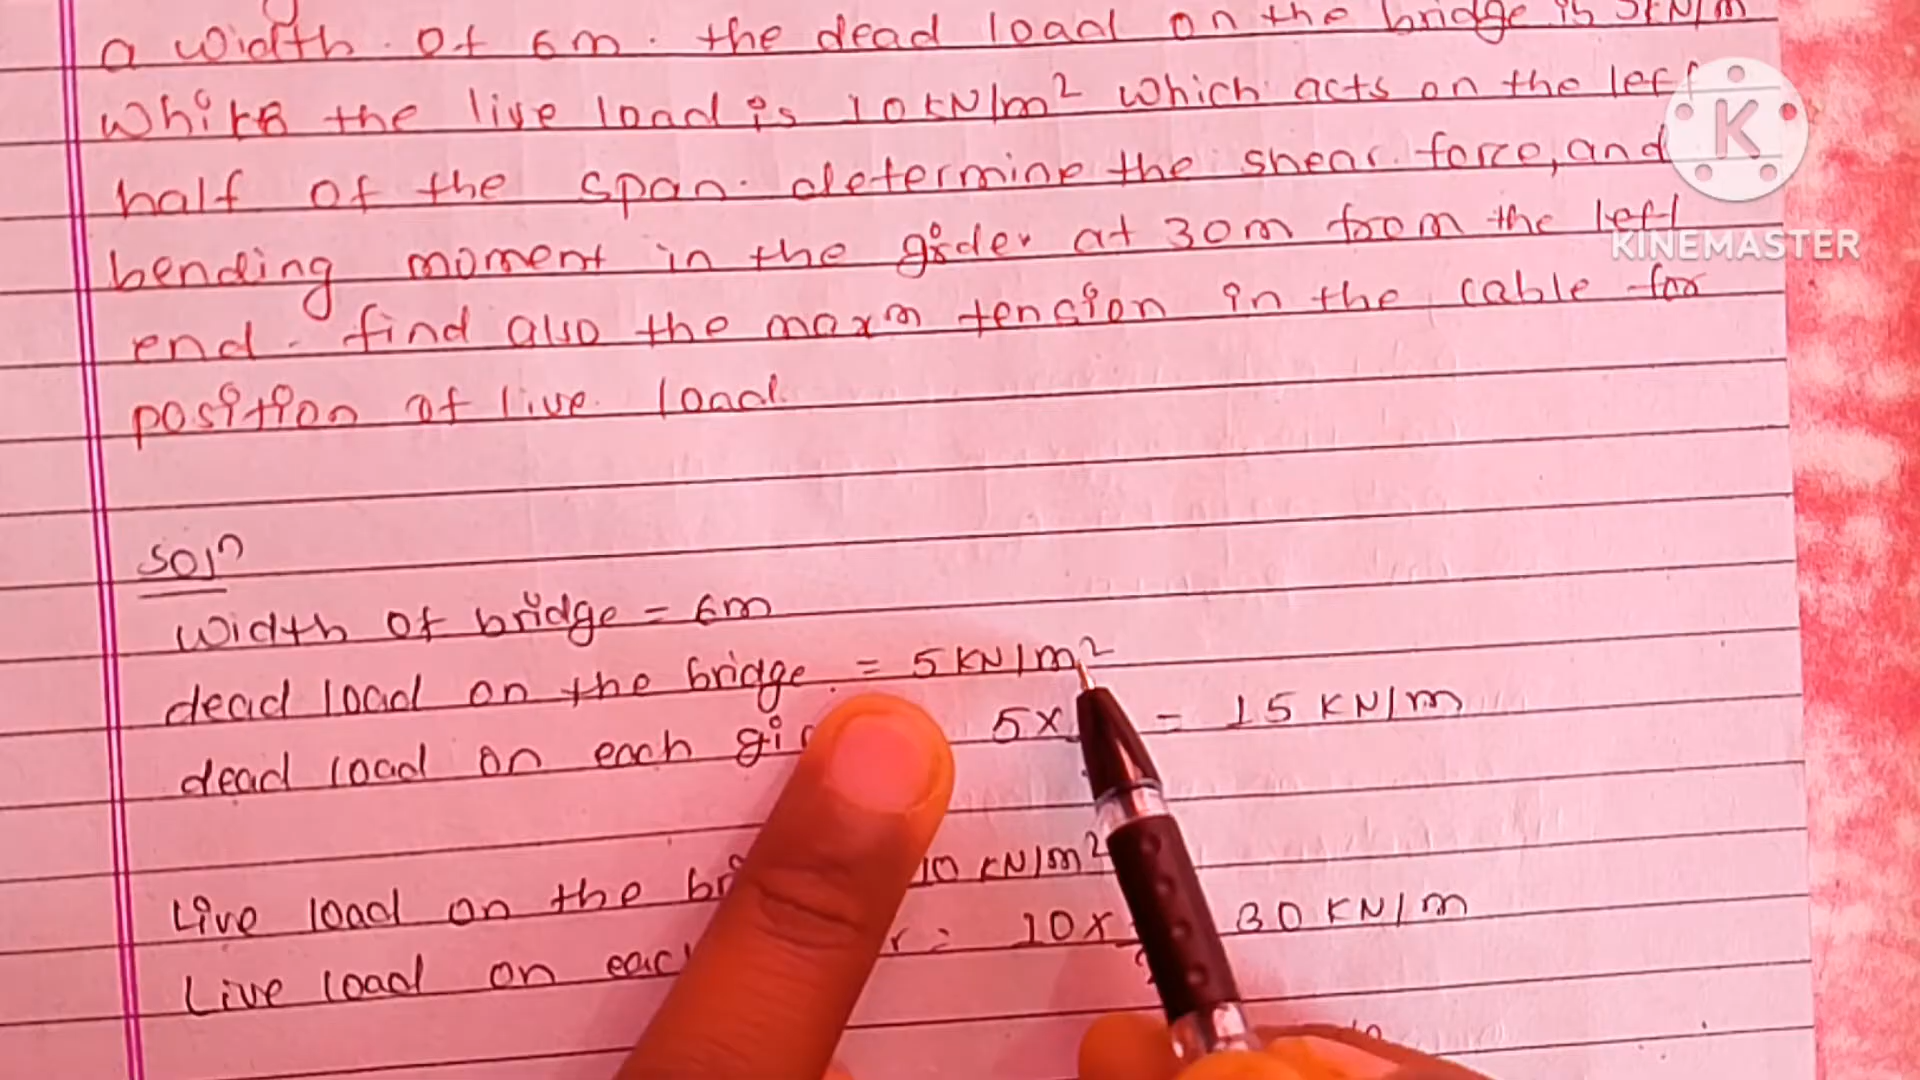 a width of 6m. the dead load on the bridge is 5kN/m
the live load is 10 kN/m² which acts on the left
half of the span. determine the shear force, and
bending moment in the girder at 30m from the left
end. find also the maxm tension in the cable for
position of live load.
K
KINEMASTER
Soln
width of bridge = 6m
dead load on the bridge = 5 KN/m²
dead load on each 5x = 15 KN/m
Live load on the 10 KN/m²
Live load on = 10x 30 KN/m